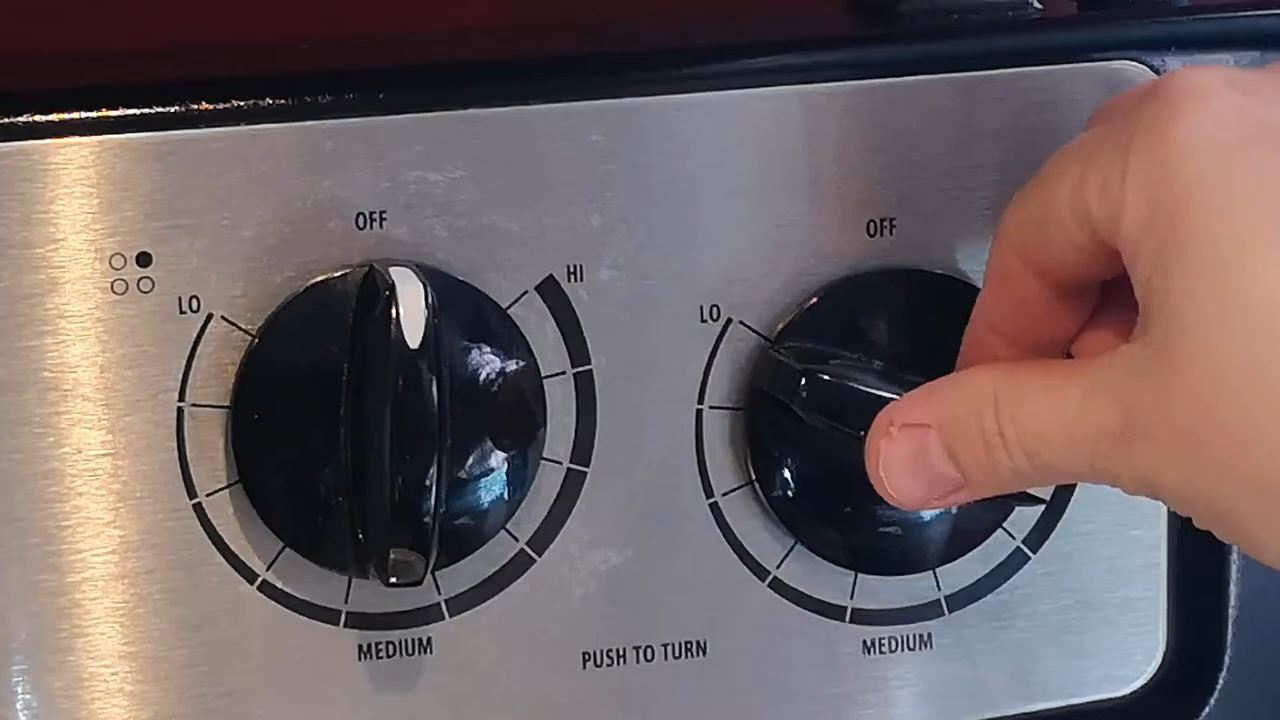 OFF
OFF
HI
LO
LO
MEDIUM
PUSH TO TURN
MEDIUM